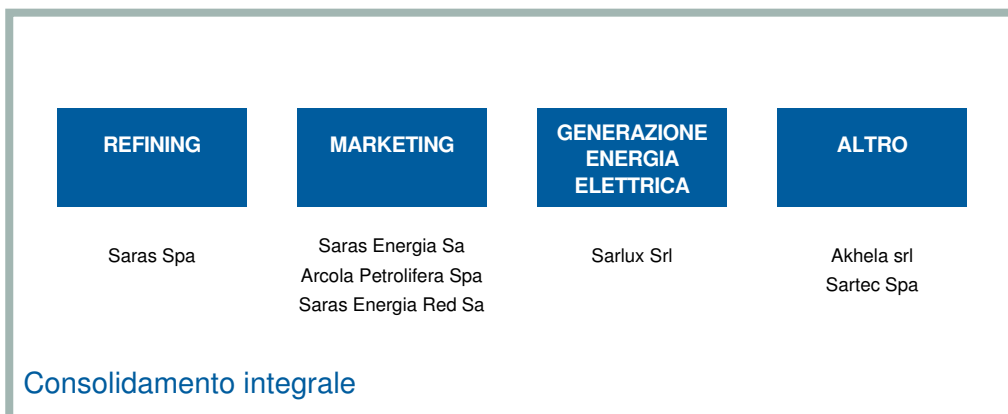 REFINING
MARKETING
GENERAZIONE
ENERGIA
ELETTRICA
ALTRO
Saras Spa
Saras Energia Sa
Arcola Petrolifera Spa
Saras Energia Red Sa
Sarlux Srl
Akhela srl
Sartec Spa
Consolidamento integrale